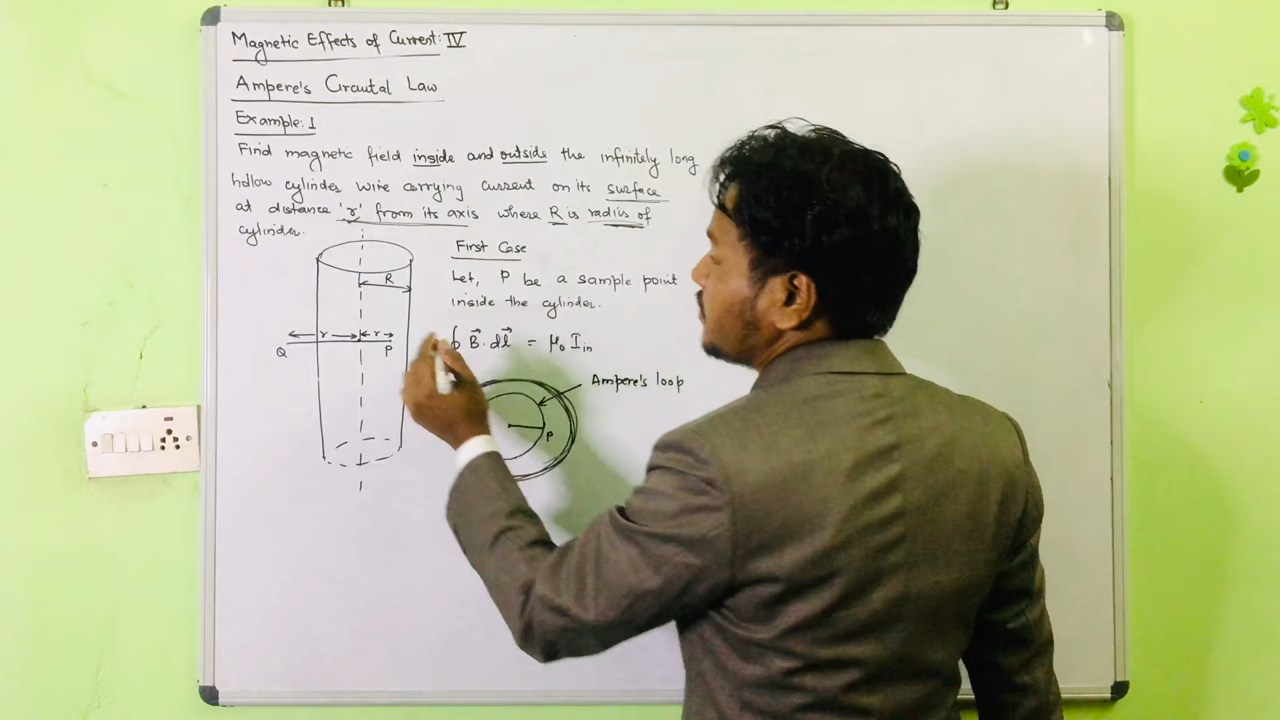 Magnetic Effects of Current: IV
Ampere's Circutal Law
Example: 1
Find magnetic field inside and outside the infinitely long
hollow cylinder wire carrying current on its surface
at distance 'r' from its axis where R is radius of
cylinder.
First Case
Let, P be a sample point
inside the cylinder.
∮ B⃗. dl⃗ = μ₀ I in
Ampere's loop
P
R
r r
Q P